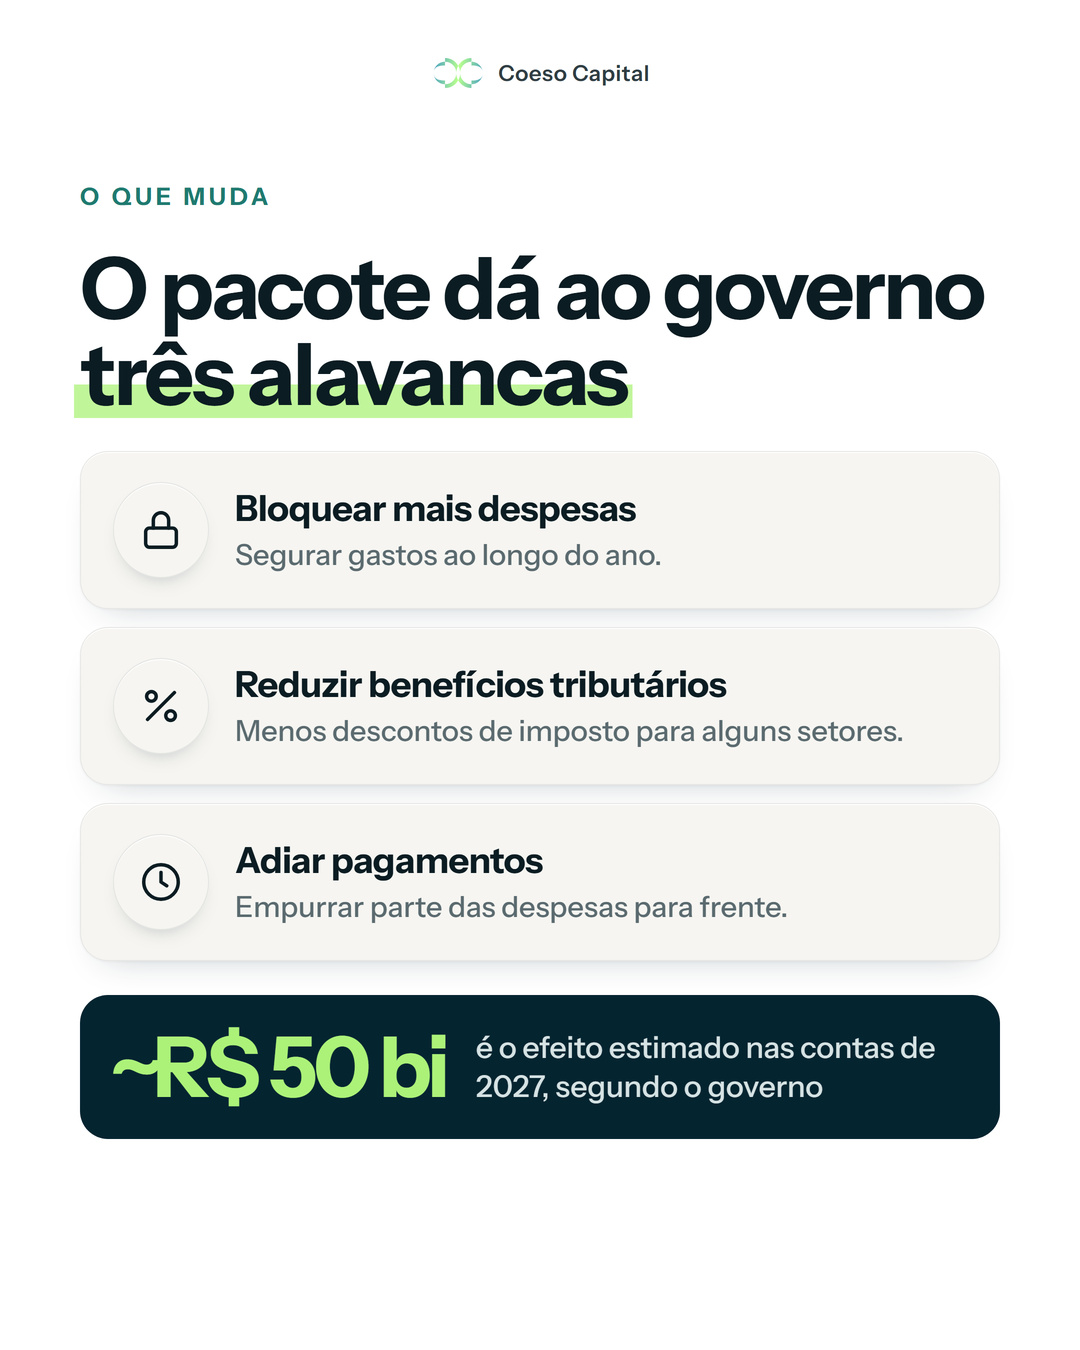 Coeso Capital
O QUE MUDA
O pacote dá ao governo
três alavancas
Bloquear mais despesas
Segurar gastos ao longo do ano.
Reduzir benefícios tributários
Menos descontos de imposto para alguns setores.
Adiar pagamentos
Empurrar parte das despesas para frente.
~R$ 50 bi
é o efeito estimado nas contas de
2027, segundo o governo